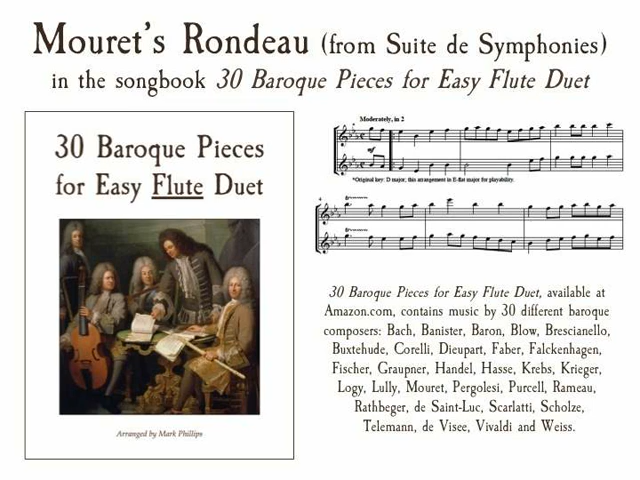 Mouret's Rondeau (from Suite de Symphonies)
in the songbook 30 Baroque Pieces for Easy Flute Duet
30 Baroque Pieces
for Easy Flute Duet
Arranged by Mark Phillips
Moderately, in 2
mf
*Original key: D major; this arrangement in E-flat major for playability.
30 Baroque Pieces for Easy Flute Duet, available at
Amazon.com, contains music by 30 different baroque
composers: Bach, Banister, Baron, Blow, Brescianello,
Buxtehude, Corelli, Dieupart, Faber, Falckenhagen,
Fischer, Graupner, Handel, Hasse, Krebs, Krieger,
Logy, Lully, Mouret, Pergolesi, Purcell, Rameau,
Rathbeger, de Saint-Luc, Scarlatti, Scholze,
Telemann, de Visee, Vivaldi and Weiss.